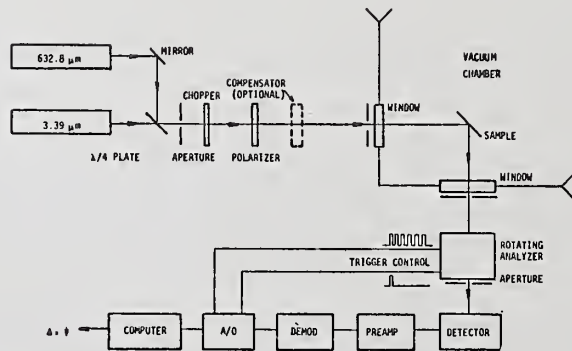 632.8 μm
MIRROR
3.39 μm
λ/4 PLATE
APERTURE
CHOPPER
POLARIZER
COMPENSATOR
(OPTIONAL)
WINDOW
VACUUM
CHAMBER
SAMPLE
WINDOW
ROTATING
ANALYZER
TRIGGER CONTROL
APERTURE
DETECTOR
PREAMP
DEMOD
A/D
COMPUTER
Δ, ψ